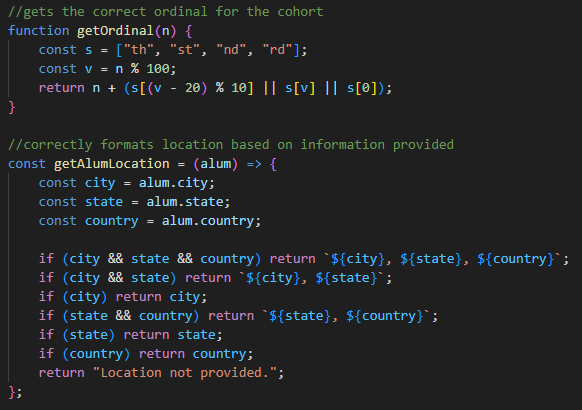 //gets the correct ordinal for the cohort
function getOrdinal(n) {
    const s = ["th", "st", "nd", "rd"];
    const v = n % 100;
    return n + (s[(v - 20) % 10] || s[v] || s[0]);
}

//correctly formats location based on information provided
const getAlumLocation = (alum) => {
    const city = alum.city;
    const state = alum.state;
    const country = alum.country;

    if (city && state && country) return `${city}, ${state}, ${country}`;
    if (city && state) return `${city}, ${state}`;
    if (city) return city;
    if (state && country) return `${state}, ${country}`;
    if (state) return state;
    if (country) return country;
    return "Location not provided.";
};